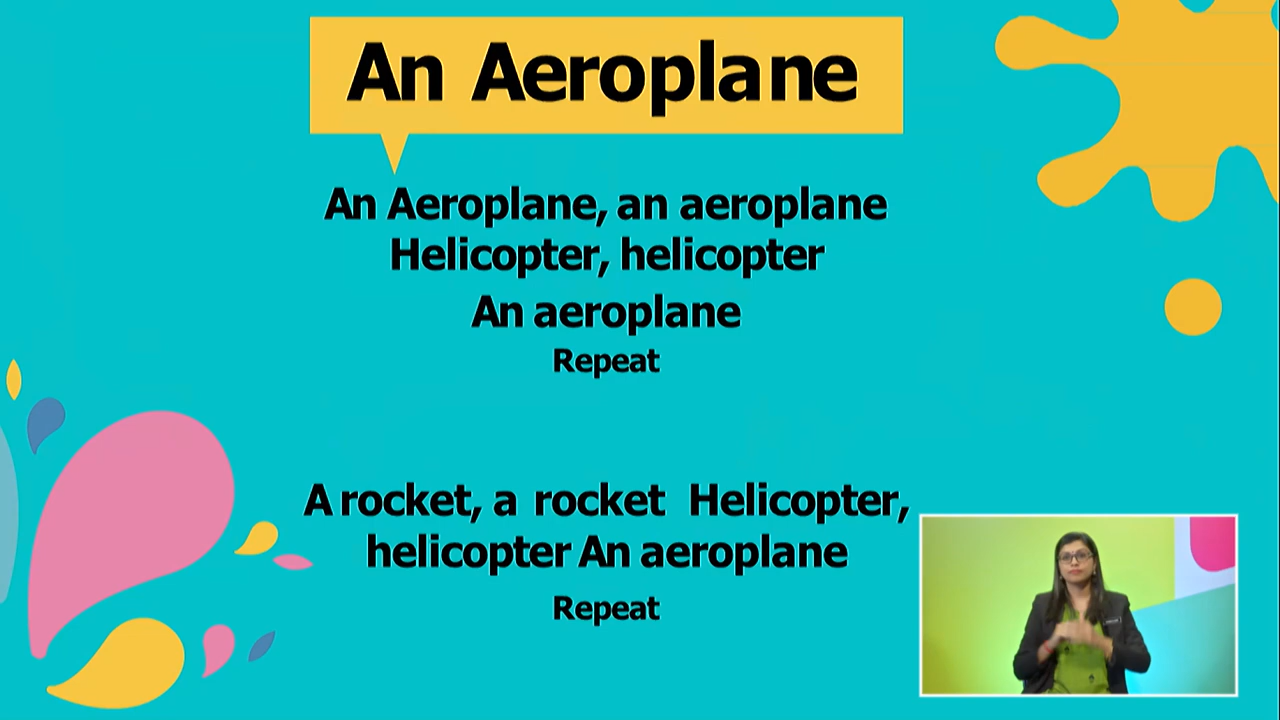 An Aeroplane
An Aeroplane, an aeroplane
Helicopter, helicopter
An aeroplane
Repeat
A rocket, a rocket Helicopter,
helicopter An aeroplane
Repeat